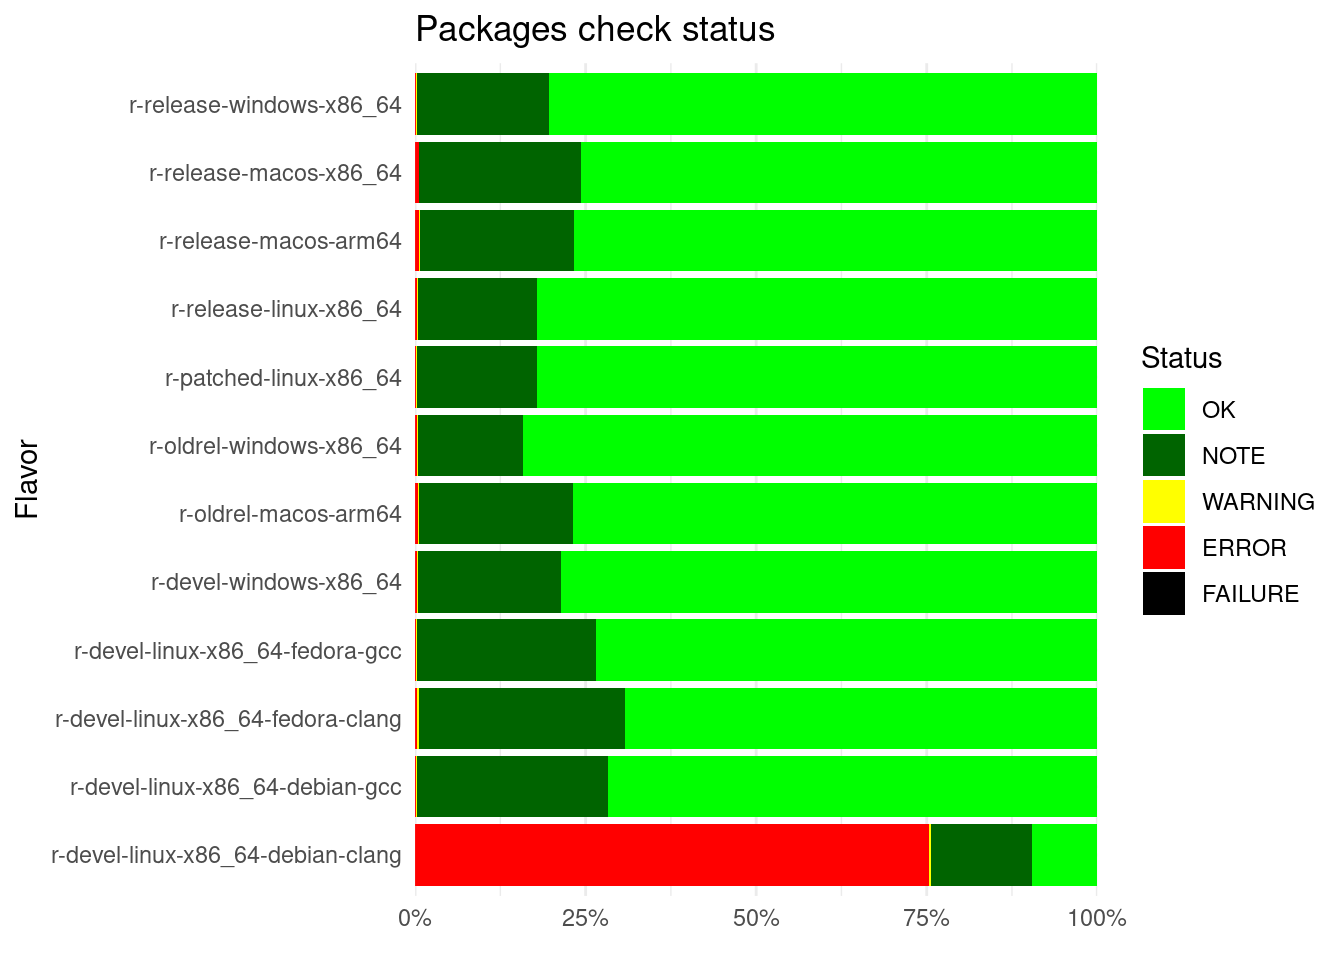 Packages check status
Flavor
r-release-windows-x86_64
r-release-macos-x86_64
r-release-macos-arm64
r-release-linux-x86_64
r-patched-linux-x86_64
r-oldrel-windows-x86_64
r-oldrel-macos-arm64
r-devel-windows-x86_64
r-devel-linux-x86_64-fedora-gcc
r-devel-linux-x86_64-fedora-clang
r-devel-linux-x86_64-debian-gcc
r-devel-linux-x86_64-debian-clang
0% 25% 50% 75% 100%
Status
OK
NOTE
WARNING
ERROR
FAILURE